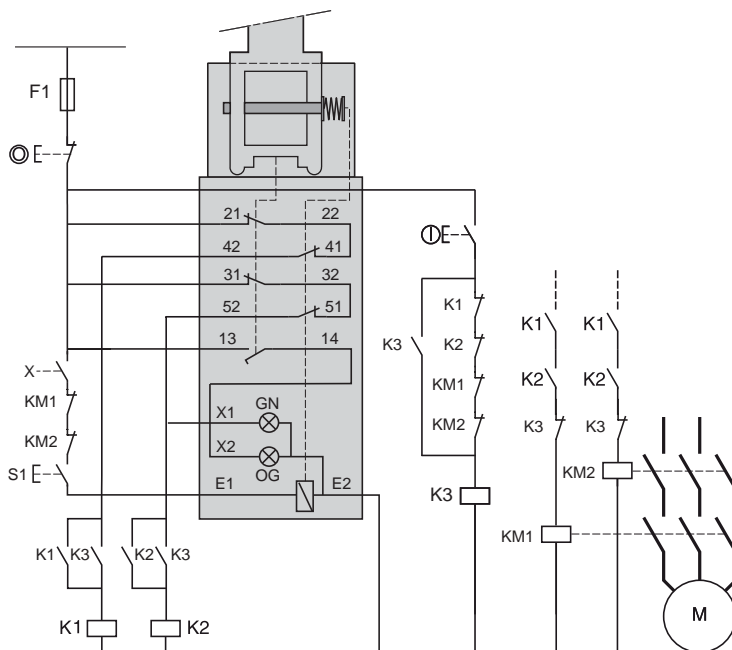 F1
21 22
42 41
31 32
52 51
13 14
K1
K3
K2
KM1
KM2
K3
K1 K1
K2 K2
K3 K3
KM2
KM1
M
X
KM1
KM2
S1
X1 GN
X2
OG
E1 E2
K1 K3 K2 K3
K1 K2